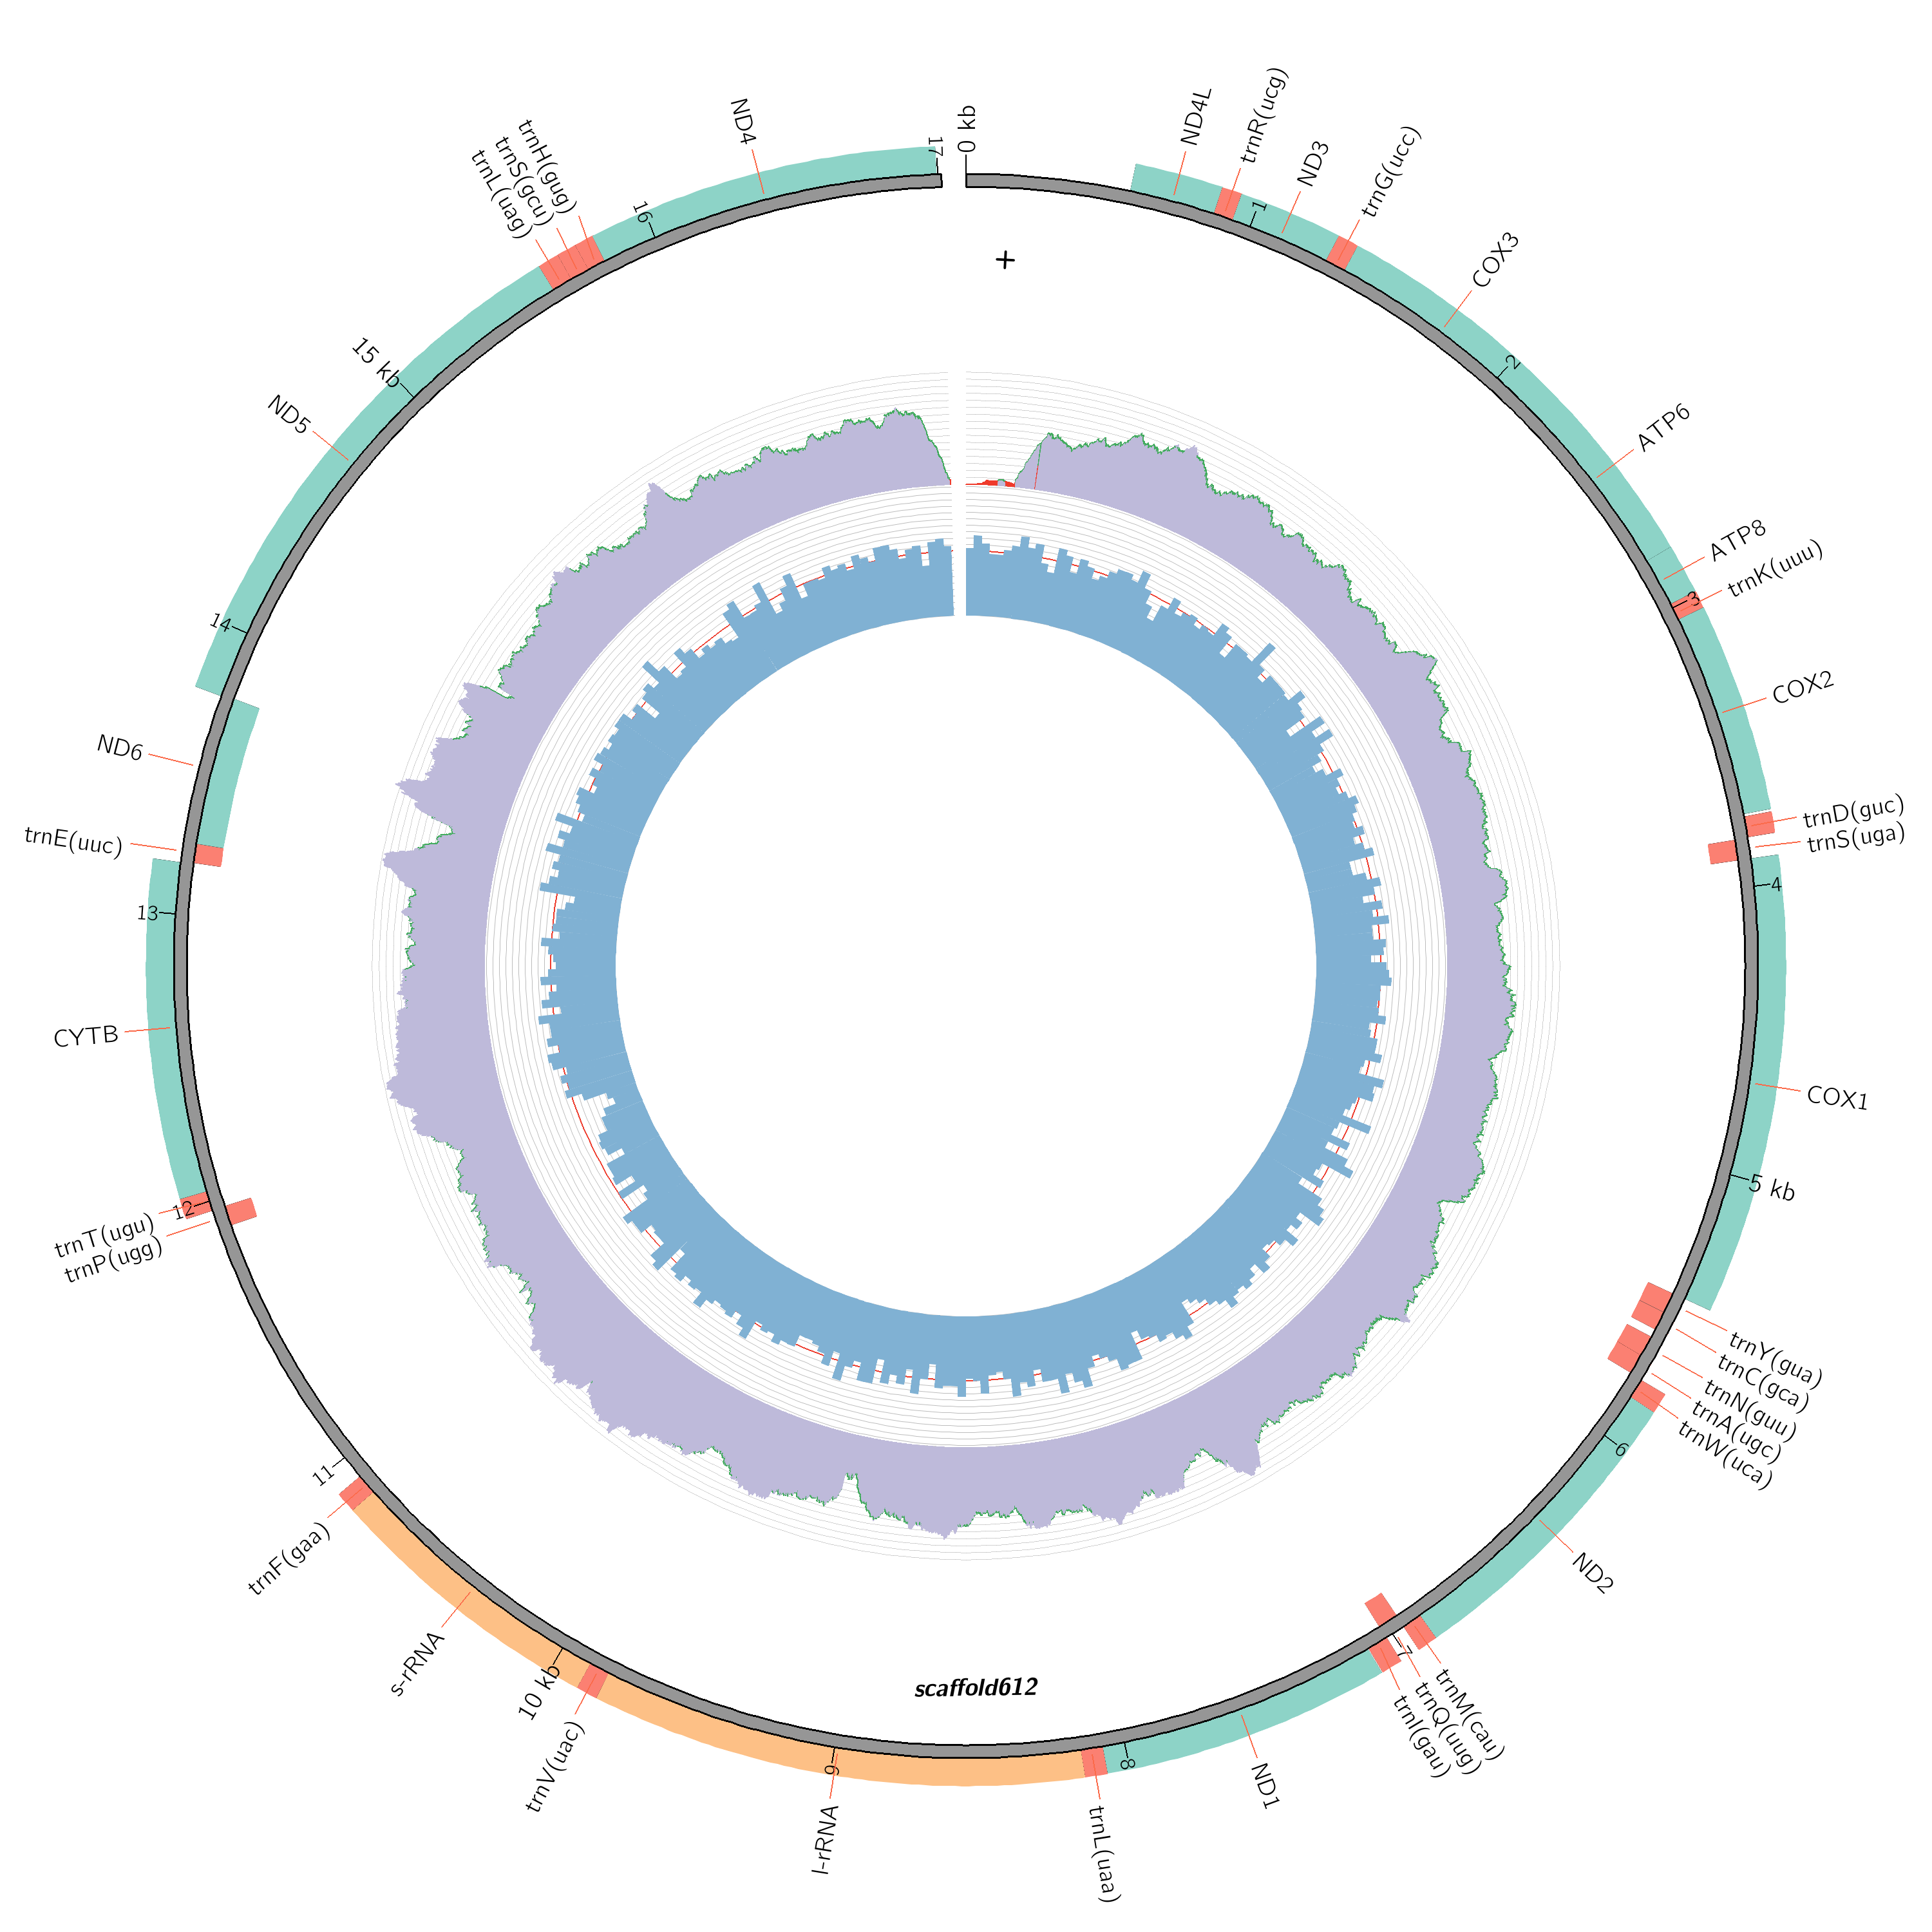 0 kb
ND4L
trnR(ucg)
1
ND3
trnG(ucc)
COX3
2
ATP6
ATP8
trnK(uuu)
3
COX2
trnD(guc)
trnS(uga)
4
COX1
5 kb
trnY(gua)
trnC(gca)
trnN(guu)
trnA(ugc)
trnW(uca)
6
ND2
trnM(cau)
7
trnQ(uug)
trnI(gau)
ND1
8
trnL(uaa)
9
l-rRNA
trnV(uac)
10 kb
s-rRNA
trnF(gaa)
11
trnP(ugg)
trnT(ugu)
12
CYTB
13
trnE(uuc)
ND6
14
ND5
15 kb
trnL(uag)
trnS(gcu)
trnH(gug)
16
ND4
17
+
scaffold612